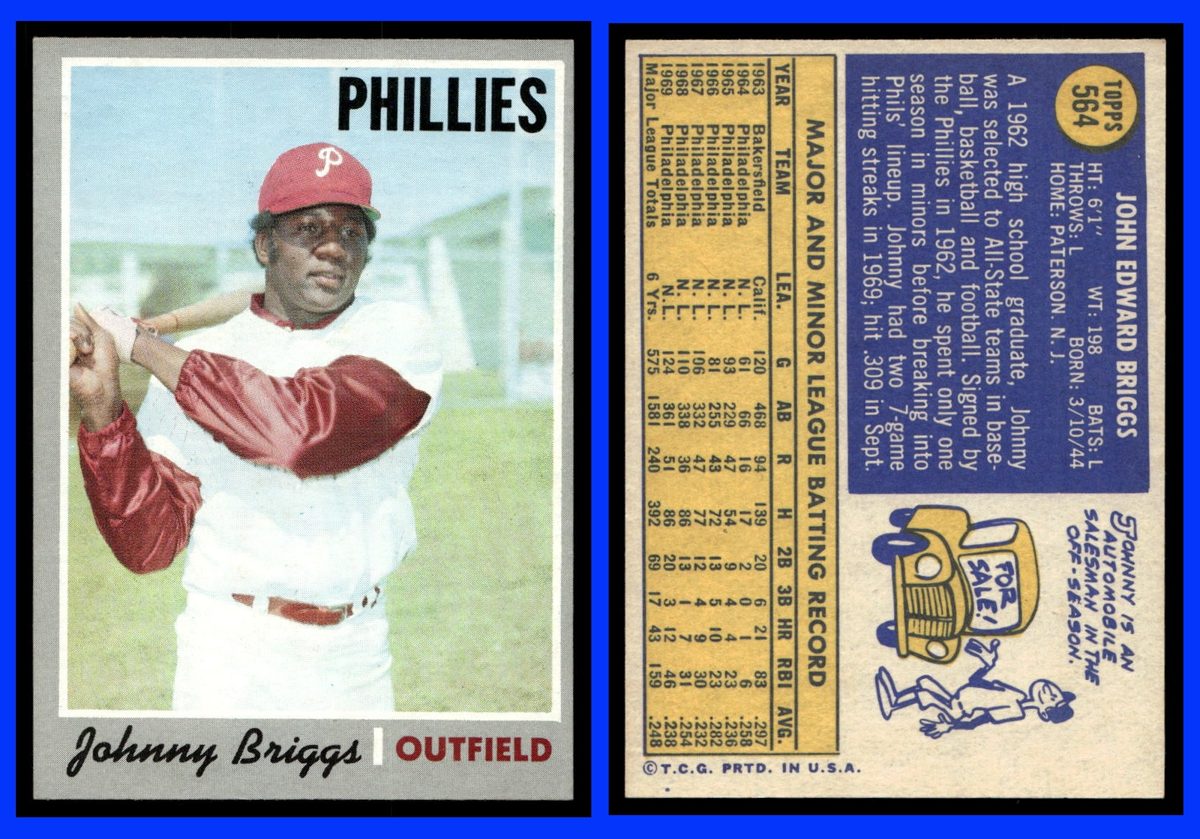 PHILLIES
P
Johnny Briggs | OUTFIELD
TOPPS
564
JOHN EDWARD BRIGGS
HT: 6'1" WT: 198 BATS: L
THROWS: L BORN: 3/10/44
HOME: PATERSON, N. J.
A 1962 high school graduate, Johnny
was selected to All-State teams in base-
ball, basketball and football. Signed by
the Phillies in 1962, he spent only one
season in minors before breaking into
Phils' lineup. Johnny had two 7-game
hitting streaks in 1969; hit .309 in Sept.
JOHNNY IS AN
AUTOMOBILE
SALESMAN IN THE
OFF-SEASON.
FOR
SALE!
MAJOR AND MINOR LEAGUE BATTING RECORD
YEAR TEAM LEA. G AB R H 2B 3B HR RBI AVG.
1963 Bakersfield Calif. 120 468 94 139 20 6 21 83 .297
1964 Philadelphia N. L. 61 66 16 17 2 0 1 6 .258
1965 Philadelphia N. L. 93 229 47 54 9 4 4 23 .236
1966 Philadelphia N. L. 81 255 43 72 13 5 10 23 .282
1967 Philadelphia N. L. 106 332 47 77 12 4 9 30 .232
1968 Philadelphia N. L. 110 338 36 86 13 1 7 31 .254
1969 Philadelphia N. L. 124 361 51 86 20 3 12 46 .238
Major League Totals 6 Yrs. 575 1581 240 392 69 17 43 159 .248
© T.C.G. PRTD. IN U.S.A.